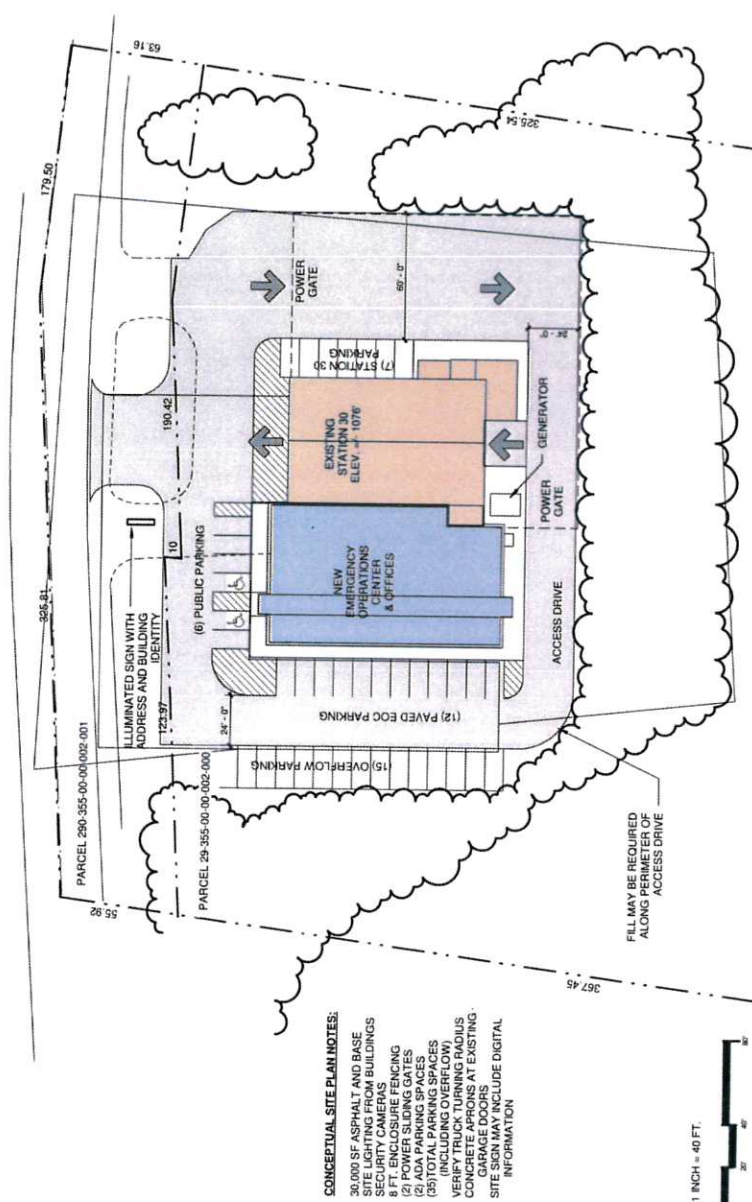 63.16
179.50
325.54
POWER
GATE
60' - 0"
24' - 0"
(7) STATION 30
PARKING
190.42
EXISTING
STATION 30
ELEV. +/- 1076'
GENERATOR
POWER
GATE
10
(6) PUBLIC PARKING
NEW
EMERGENCY
OPERATIONS
CENTER
& OFFICES
ILLUMINATED SIGN WITH
ADDRESS AND BUILDING
IDENTITY
325.81
123.97
24' - 0"
(12) PAVED EOC PARKING
ACCESS DRIVE
(15) OVERFLOW PARKING
PARCEL 290-355-00-00-002-001
PARCEL 29-355-00-00-002-000
55.92
FILL MAY BE REQUIRED
ALONG PERIMETER OF
ACCESS DRIVE
367.45
CONCEPTUAL SITE PLAN NOTES:
30,000 SF ASPHALT AND BASE
SITE LIGHTING FROM BUILDINGS
SECURITY CAMERAS
8 FT. ENCLOSURE FENCING
(2) POWER SLIDING GATES
(2) ADA PARKING SPACES
(35)TOTAL PARKING SPACES
(INCLUDING OVERFLOW)
VERIFY TRUCK TURNING RADIUS
CONCRETE APRONS AT EXISTING
GARAGE DOORS
SITE SIGN MAY INCLUDE DIGITAL
INFORMATION
1 INCH = 40 FT.
20'
40'
80'